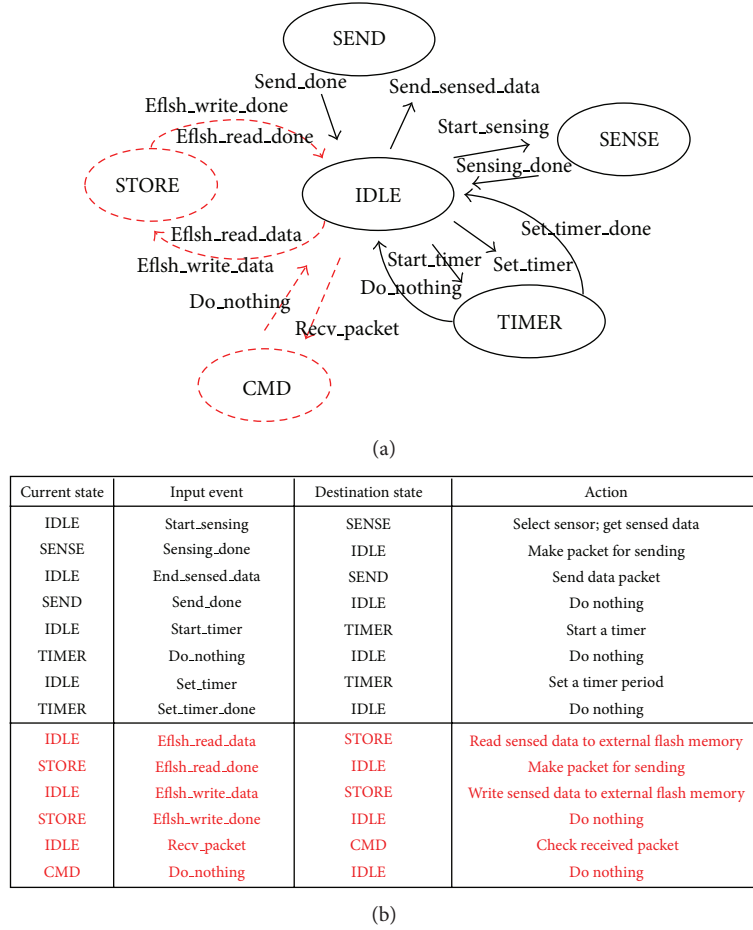 SEND
Send_done
Send_sensed_data
Eflsh_write_done
Start_sensing
Eflsh_read_done
SENSE
Sensing_done
STORE
IDLE
Set_timer_done
Eflsh_read_data
Start_timer
Set_timer
Eflsh_write_data
Do_nothing
Do_nothing
TIMER
Recv_packet
CMD
(a)
Current state Input event Destination state Action
IDLE Start_sensing SENSE Select sensor; get sensed data
SENSE Sensing_done IDLE Make packet for sending
IDLE End_sensed_data SEND Send data packet
SEND Send_done IDLE Do nothing
IDLE Start_timer TIMER Start a timer
TIMER Do_nothing IDLE Do nothing
IDLE Set_timer TIMER Set a timer period
TIMER Set_timer_done IDLE Do nothing
IDLE Eflsh_read_data STORE Read sensed data to external flash memory
STORE Eflsh_read_done IDLE Make packet for sending
IDLE Eflsh_write_data STORE Write sensed data to external flash memory
STORE Eflsh_write_done IDLE Do nothing
IDLE Recv_packet CMD Check received packet
CMD Do_nothing IDLE Do nothing
(b)